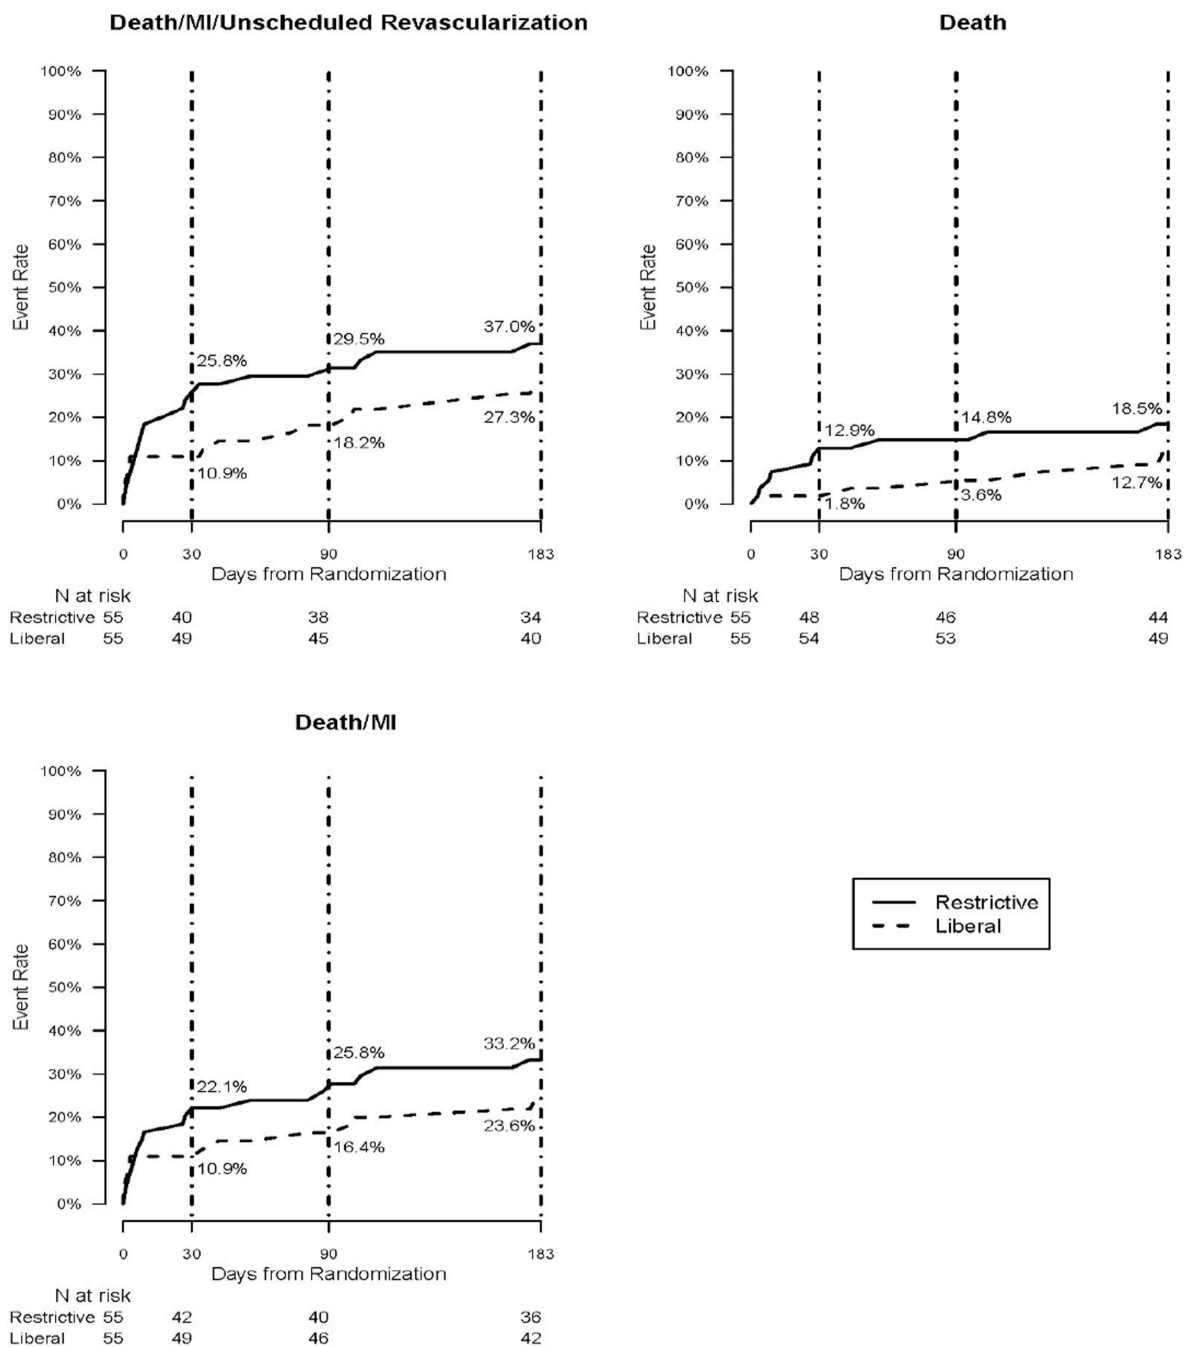 Death/MI/Unscheduled Revascularization
100%
90%
80%
70%
60%
50%
40%
30%
20%
10%
0%
Event Rate
25.8%
29.5%
37.0%
10.9%
18.2%
27.3%
0 30 90 183
Days from Randomization
N at risk
Restrictive 55 40 38 34
Liberal 55 49 45 40
Death
100%
90%
80%
70%
60%
50%
40%
30%
20%
10%
0%
Event Rate
12.9%
14.8%
18.5%
1.8%
3.6%
12.7%
0 30 90 183
Days from Randomization
N at risk
Restrictive 55 48 46 44
Liberal 55 54 53 49
Death/MI
100%
90%
80%
70%
60%
50%
40%
30%
20%
10%
0%
Event Rate
22.1%
25.8%
33.2%
10.9%
16.4%
23.6%
0 30 90 183
Days from Randomization
N at risk
Restrictive 55 42 40 36
Liberal 55 49 46 42
Restrictive
Liberal